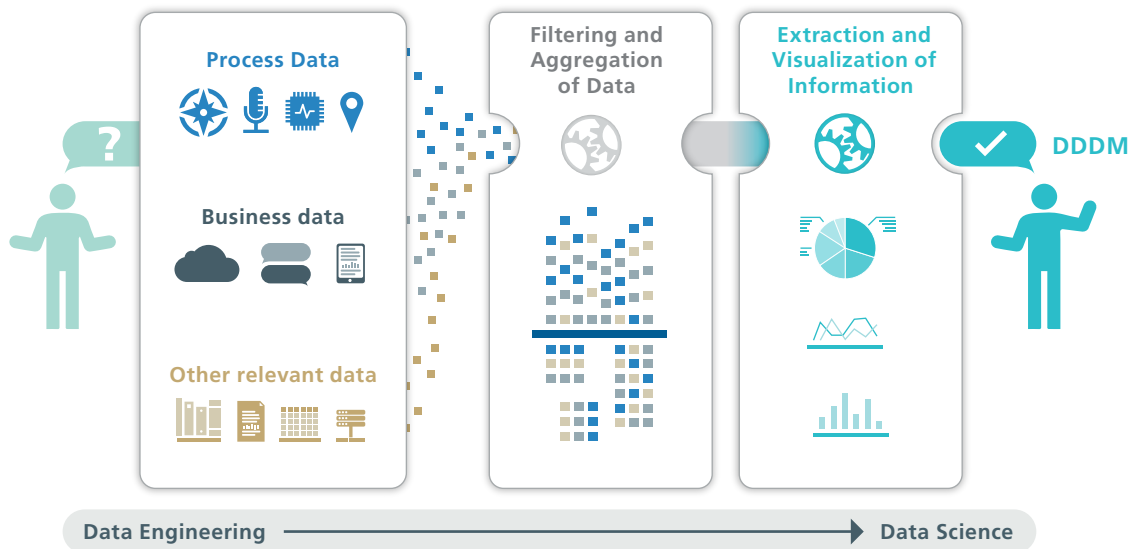 ?
Process Data
Business data
Other relevant data
Filtering and
Aggregation
of Data
Extraction and
Visualization of
Information
DDDM
Data Engineering
Data Science